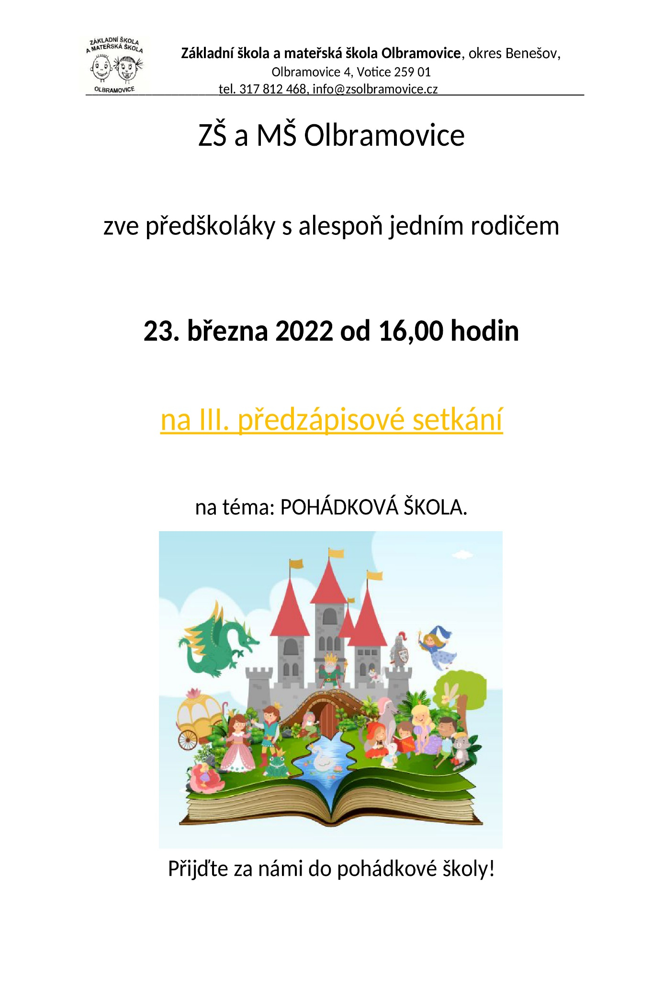 ZÁKLADNÍ ŠKOLA
A MATEŘSKÁ ŠKOLA
OLBRAMOVICE
Základní škola a mateřská škola Olbramovice, okres Benešov,
Olbramovice 4, Votice 259 01
tel. 317 812 468, info@zsolbramovice.cz
ZŠ a MŠ Olbramovice
zve předškoláky s alespoň jedním rodičem
23. března 2022 od 16,00 hodin
na III. předzápisové setkání
na téma: POHÁDKOVÁ ŠKOLA.
Přijďte za námi do pohádkové školy!